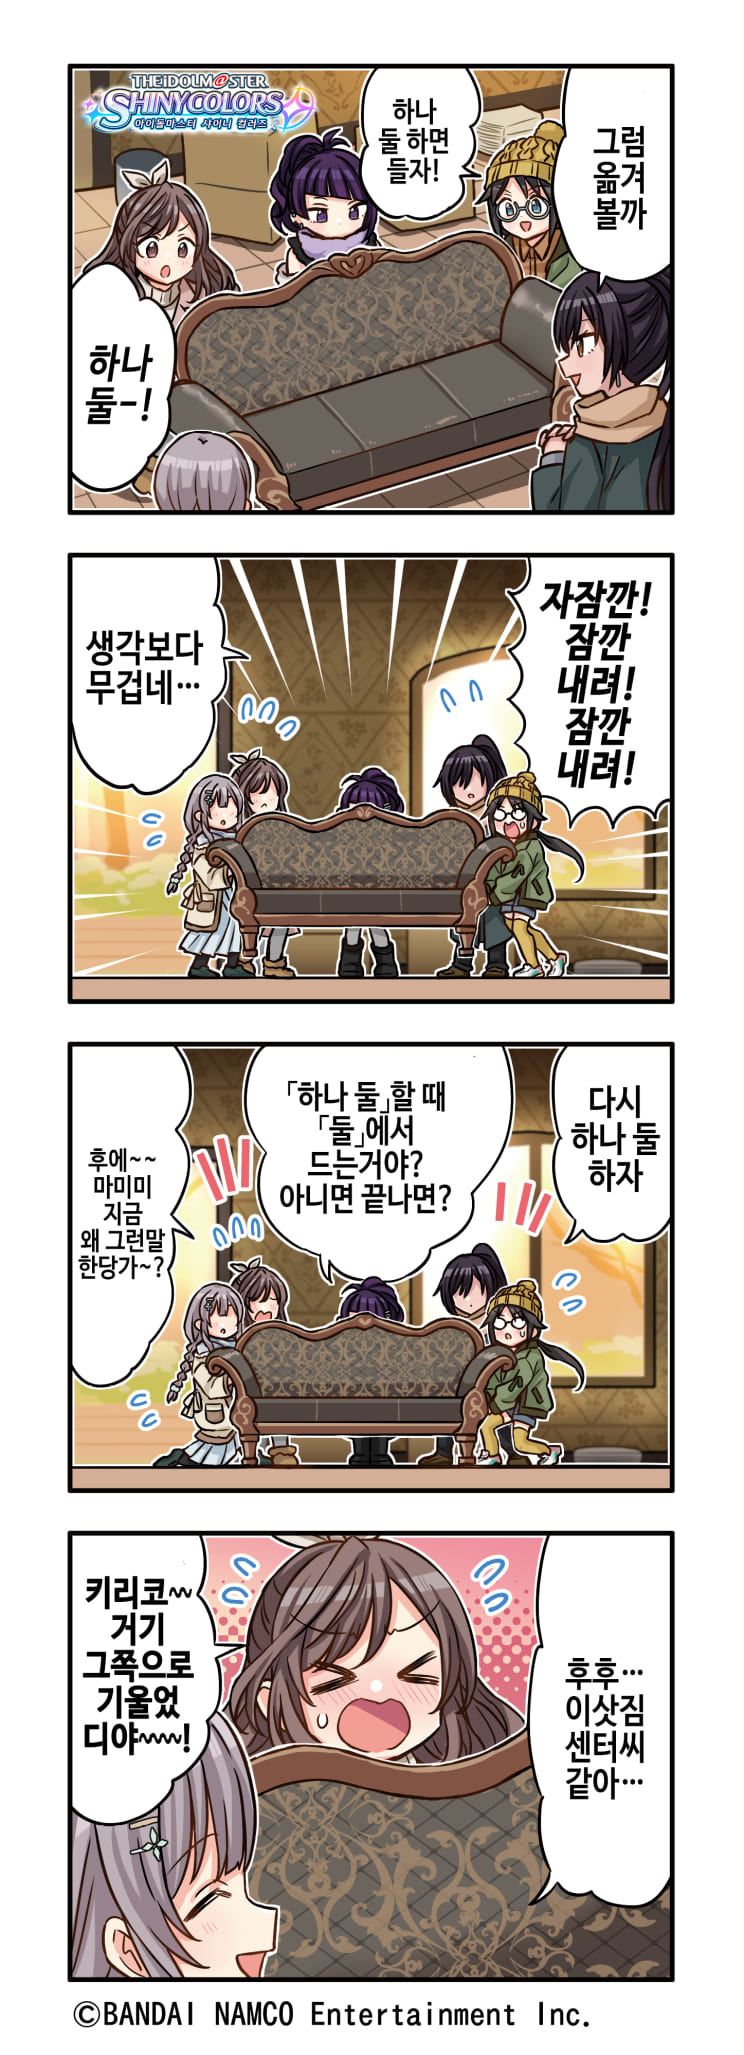 THE iDOLM@STER
SHINYCOLORS
아이돌마스터 샤이니 컬러즈
그럼
옮겨
볼까
하나
둘 하면
들자!
하나
둘-!
자잠깐!
잠깐
내려!
잠깐
내려!
생각보다
무겁네…
다시
하나 둘
하자
「하나 둘」할 때
「둘」에서
드는거야?
아니면 끝나면?
후에~~
마미미
지금
왜 그런말
한당가~?
키리코~~
거기
그쪽으로
기울었
디야~~~!
후후…
이삿짐
센터씨
같아…
©BANDAI NAMCO Entertainment Inc.